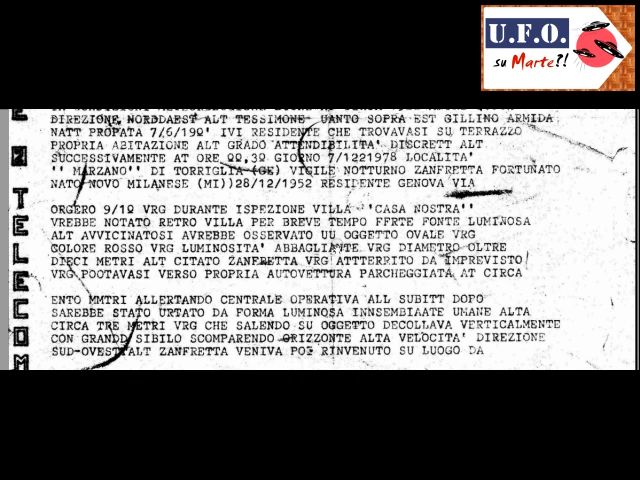 U.F.O.
su Marte?!
DIREZIONE NORDDAEST ALT TESSIMONE UANTO SOPRA EST GILLINO ARMIDA
NATT PROPATA 7/6/190' IVI RESIDENTE CHE TROVAVASI SU TERRAZZO
PROPRIA ABITAZIONE ALT GRADO ATTENDIBILITA' DISCRETT ALT
SUCCESSIVAMENTE AT ORE 00,30 GIORNO 7/1221978 LOCALITA'
'' MARZANO'' DI TORRIGLIA (GE) VIGILE NOTTURNO ZANFRETTA FORTUNATO
NATO NOVO MILANESE (MI))28/12/1952 RESIDENTE GENOVA VIA
ORGERO 9/10 VRG DURANTE ISPEZIONE VILLA ''CASA NOSTRA''
VREBBE NOTATO RETRO VILLA PER BREVE TEMPO FFRTE FONTE LUMINOSA
ALT AVVICINATOSI AVREBBE OSSERVATO UU OGGETTO OVALE VRG
COLORE ROSSO VRG LUMINOSITA' ABBAGLIANTE VRG DIAMETRO OLTRE
DIECI METRI ALT CITATO ZANFRETTA VRG ATTTERRITO DA IMPREVISTO
VRG POOTAVASI VERSO PROPRIA AUTOVETTURA PARCHEGGIATA AT CIRCA
ENTO MMTRI ALLERTANDO CENTRALE OPERATIVA ALL SUBITT DOPO
SAREBBE STATO URTATO DA FORMA LUMINOSA INNSEMBIAATE UMANE ALTA
CIRCA TRE METRI VRG CHE SALENDO SU OGGETTO DECOLLAVA VERTICALMENTE
CON GRANDD SIBILO SCOMPARENDO ORIZZONTE ALTA VELOCITA' DIREZIONE
SUD-OVEST ALT ZANFRETTA VENIVA POI RINVENUTO SU LUOGO DA
E N TELECOM